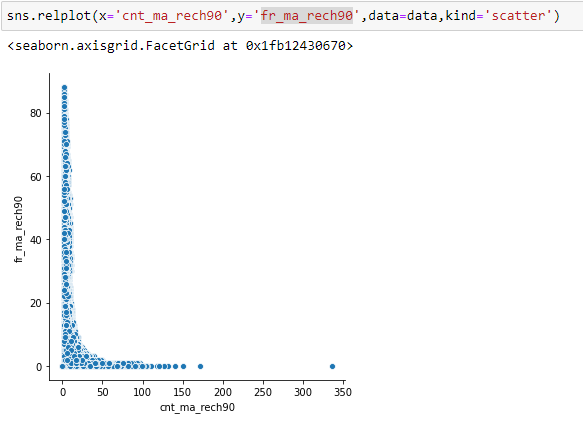 sns.relplot(x='cnt_ma_rech90',y='fr_ma_rech90',data=data,kind='scatter')
<seaborn.axisgrid.FacetGrid at 0x1fb12430670>
80
60
fr_ma_rech90
40
20
0
0 50 100 150 200 250 300 350
cnt_ma_rech90